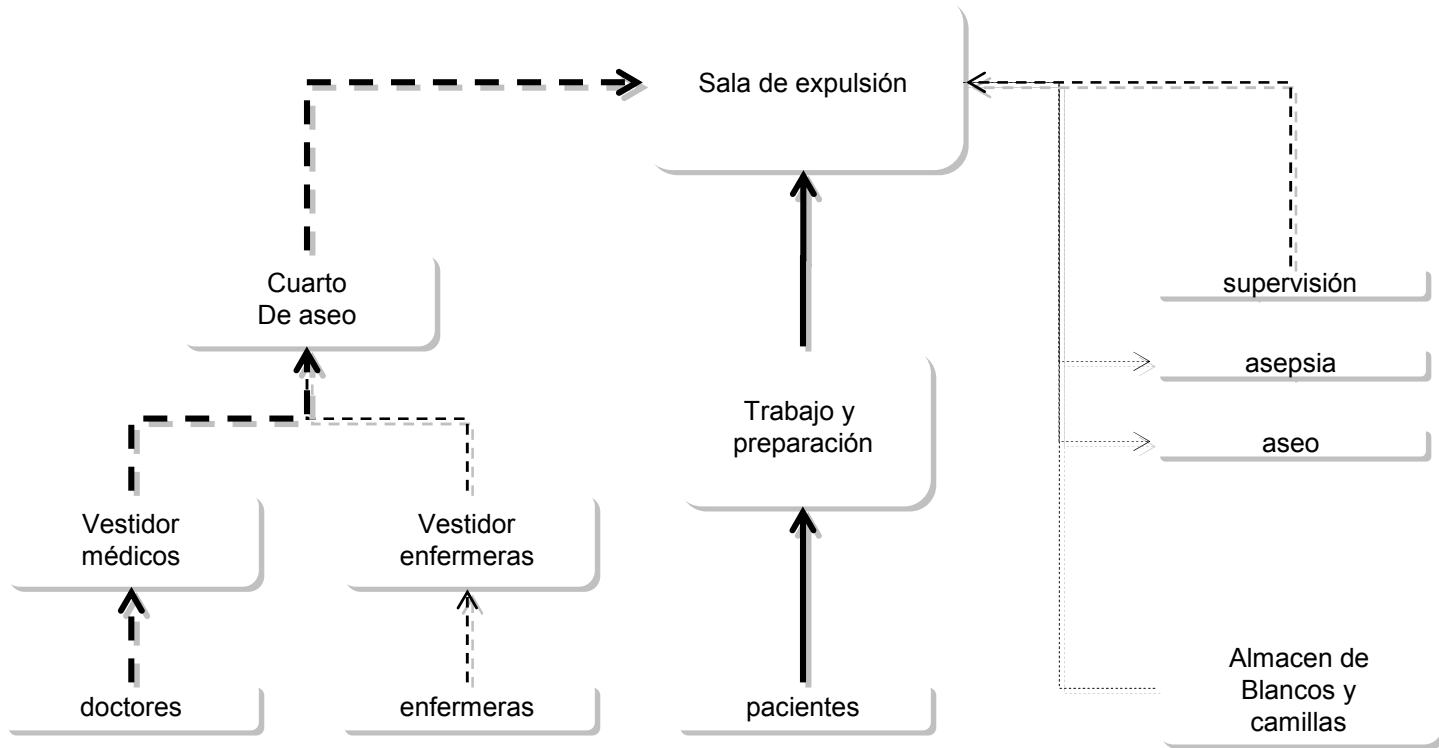 Sala de expulsión
Cuarto
De aseo
supervisión
asepsia
Trabajo y
preparación
aseo
Vestidor
médicos
Vestidor
enfermeras
Almacen de
Blancos y
camillas
doctores
enfermeras
pacientes